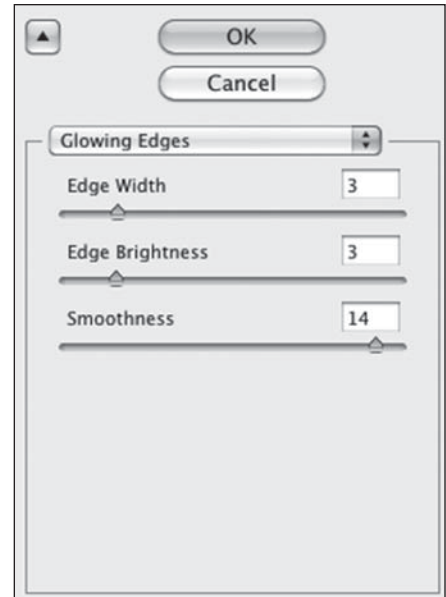 OK
Cancel
Glowing Edges
Edge Width 3
Edge Brightness 3
Smoothness 14